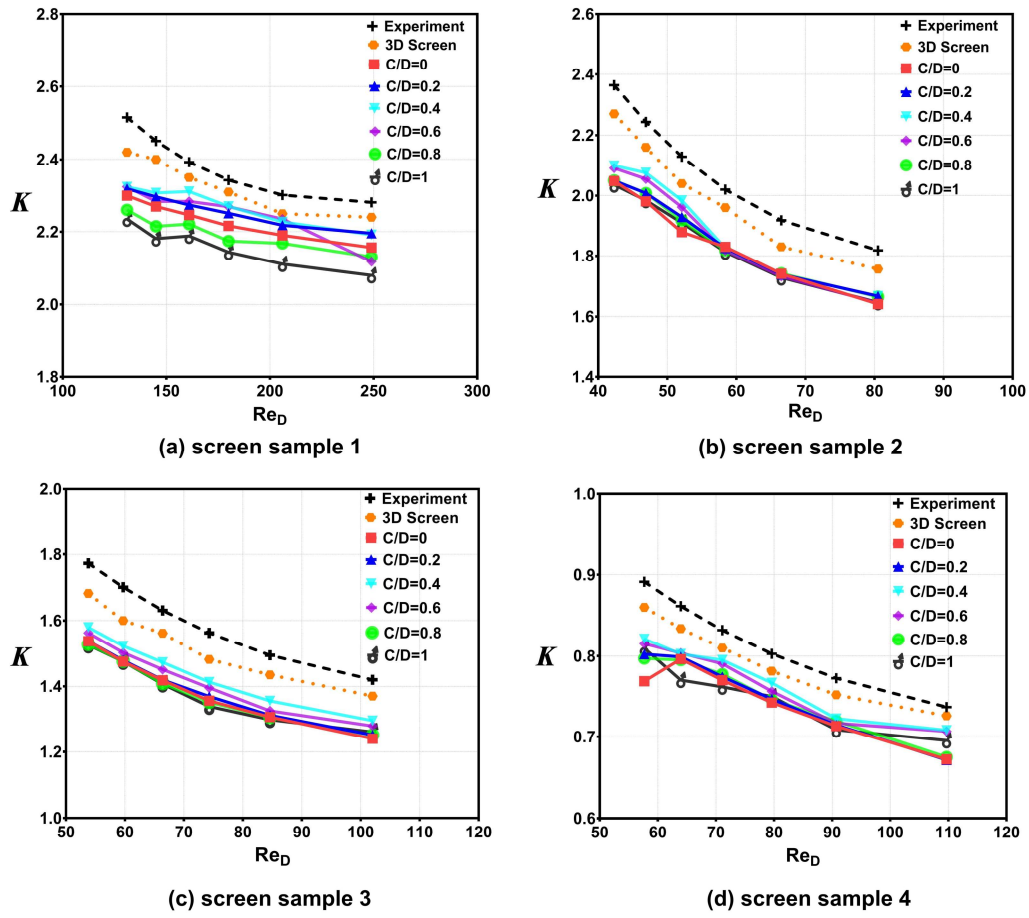 2.8
2.6
2.4
2.2
2.0
1.8
K
100
150
200
250
300
Re_D
Experiment
3D Screen
C/D=0
C/D=0.2
C/D=0.4
C/D=0.6
C/D=0.8
C/D=1
(a) screen sample 1
2.6
2.4
2.2
2.0
1.8
1.6
1.4
K
40
50
60
70
80
90
100
Re_D
Experiment
3D Screen
C/D=0
C/D=0.2
C/D=0.4
C/D=0.6
C/D=0.8
C/D=1
(b) screen sample 2
2.0
1.8
1.6
1.4
1.2
1.0
K
50
60
70
80
90
100
110
120
Re_D
Experiment
3D Screen
C/D=0
C/D=0.2
C/D=0.4
C/D=0.6
C/D=0.8
C/D=1
(c) screen sample 3
1.0
0.9
0.8
0.7
0.6
K
50
60
70
80
90
100
110
120
Re_D
Experiment
3D Screen
C/D=0
C/D=0.2
C/D=0.4
C/D=0.6
C/D=0.8
C/D=1
(d) screen sample 4